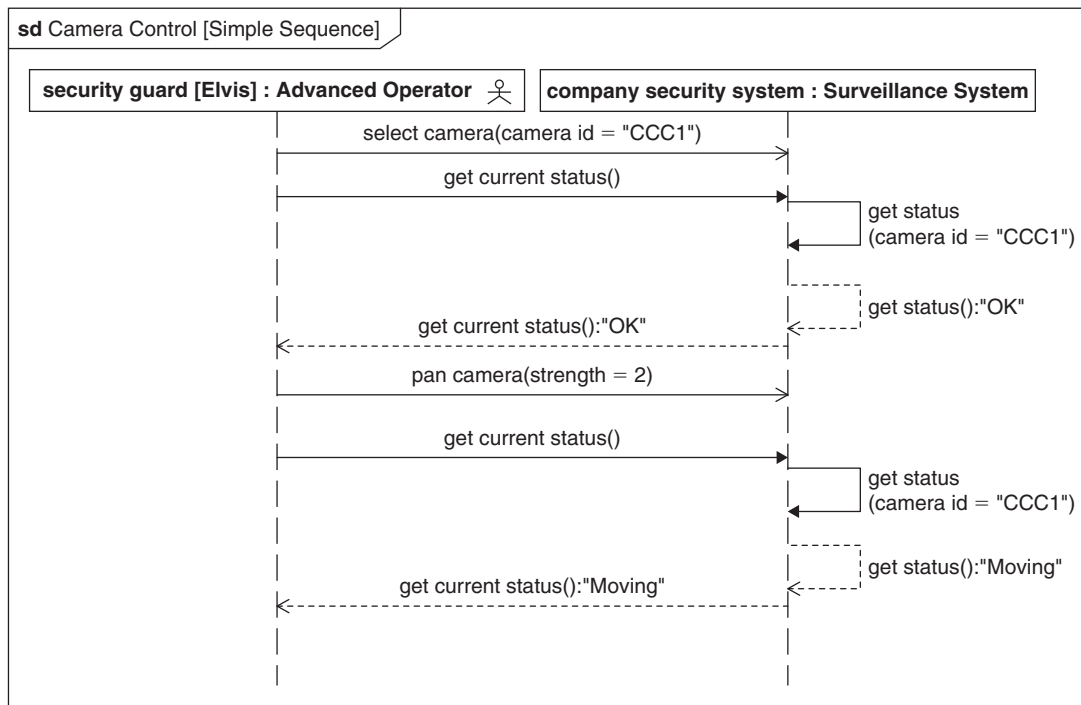 sd Camera Control [Simple Sequence]
security guard [Elvis] : Advanced Operator
company security system : Surveillance System
select camera(camera id = "CCC1")
get current status()
get status
(camera id = "CCC1")
get status():"OK"
get current status():"OK"
pan camera(strength = 2)
get current status()
get status
(camera id = "CCC1")
get status():"Moving"
get current status():"Moving"